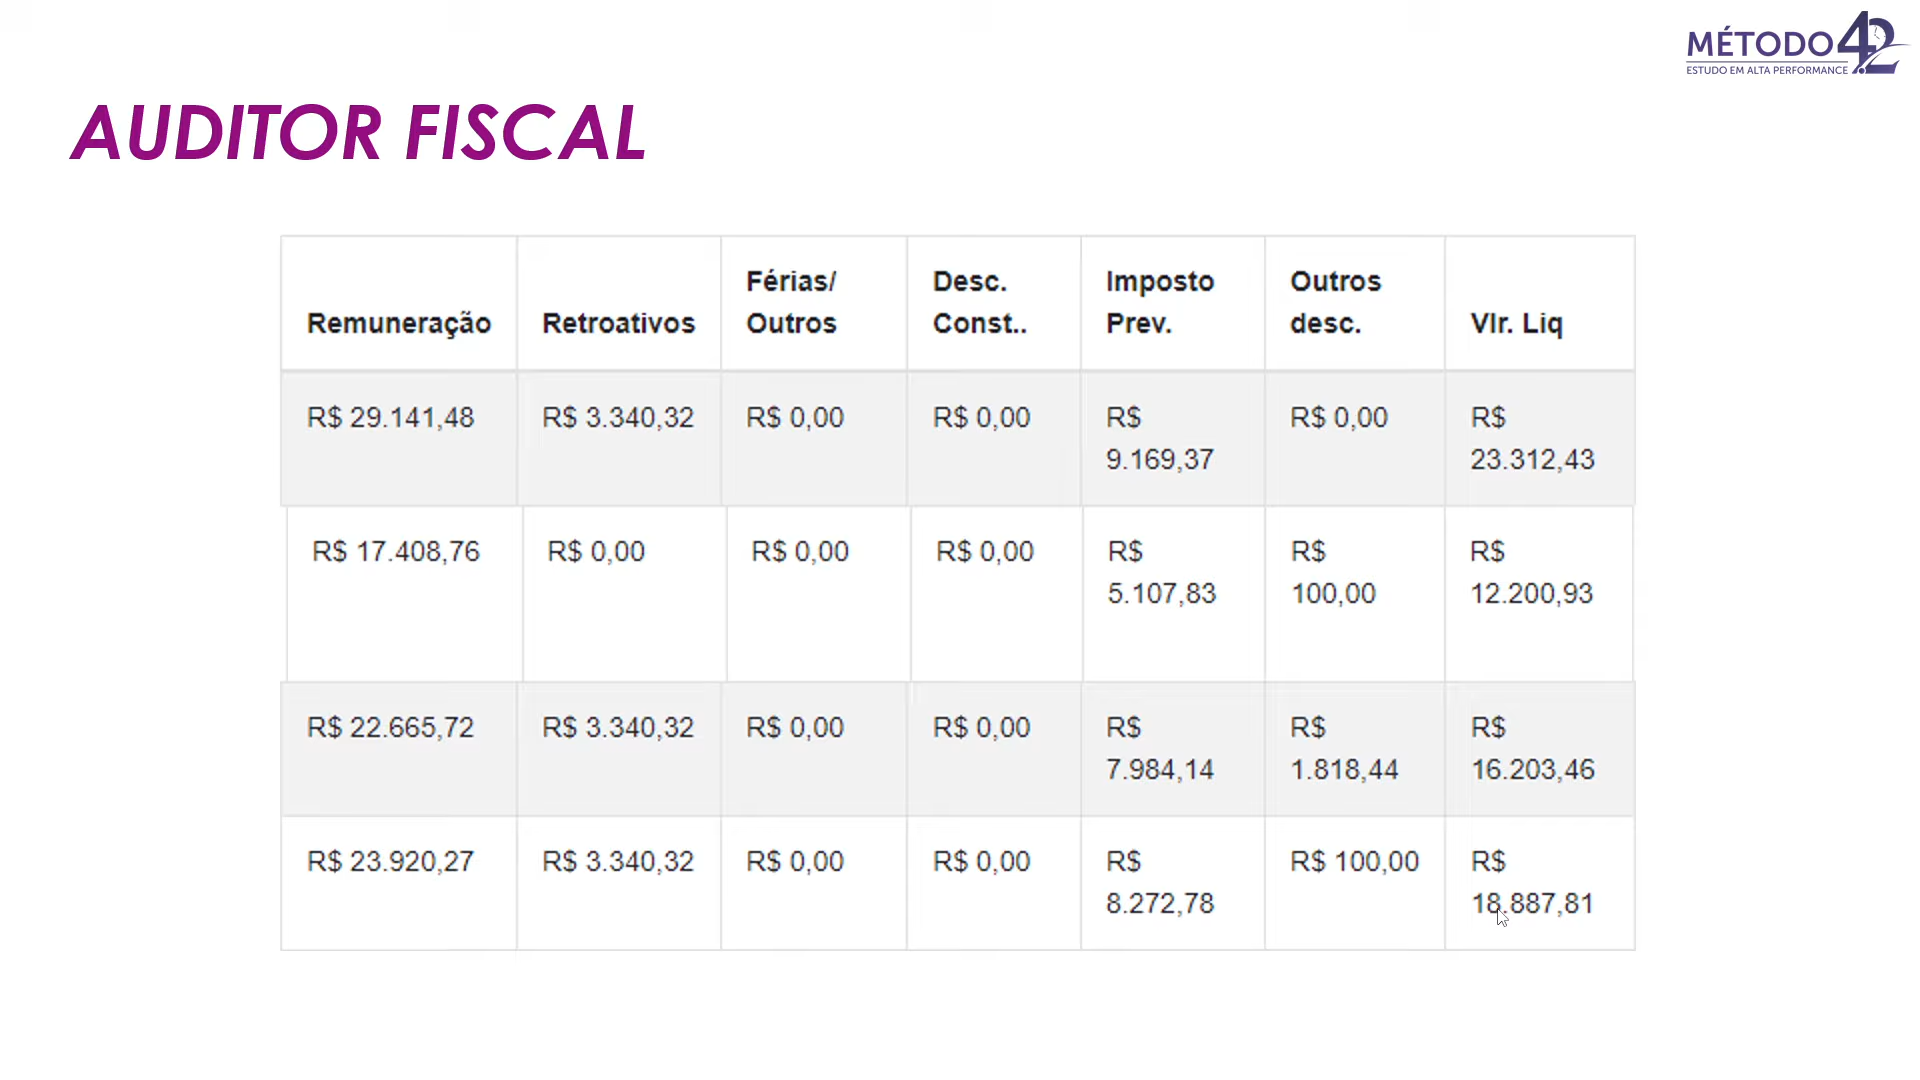 MÉTODO 42
ESTUDO EM ALTA PERFORMANCE
AUDITOR FISCAL
Remuneração Retroativos Férias/ Outros Desc. Const.. Imposto Prev. Outros desc. Vlr. Liq
R$ 29.141,48 R$ 3.340,32 R$ 0,00 R$ 0,00 R$ 9.169,37 R$ 0,00 R$ 23.312,43
R$ 17.408,76 R$ 0,00 R$ 0,00 R$ 0,00 R$ 5.107,83 R$ 100,00 R$ 12.200,93
R$ 22.665,72 R$ 3.340,32 R$ 0,00 R$ 0,00 R$ 7.984,14 R$ 1.818,44 R$ 16.203,46
R$ 23.920,27 R$ 3.340,32 R$ 0,00 R$ 0,00 R$ 8.272,78 R$ 100,00 R$ 18.887,81